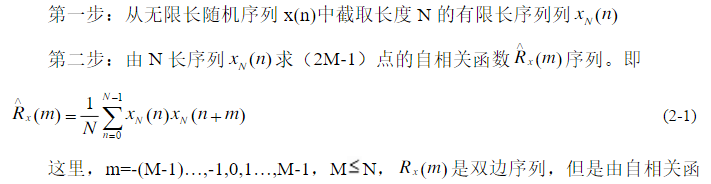 第一步：从无限长随机序列 x(n)中截取长度 N 的有限长序列列 x_N(n)
第二步：由 N 长序列 x_N(n) 求（2M-1）点的自相关函数 \hat{R}_x(m) 序列。即
\hat{R}_x(m) = \frac{1}{N} \sum_{n=0}^{N-1} x_N(n) x_N(n+m) (2-1)
这里，m=-(M-1)…,-1,0,1…,M-1，M≤N，R_x(m) 是双边序列，但是由自相关函